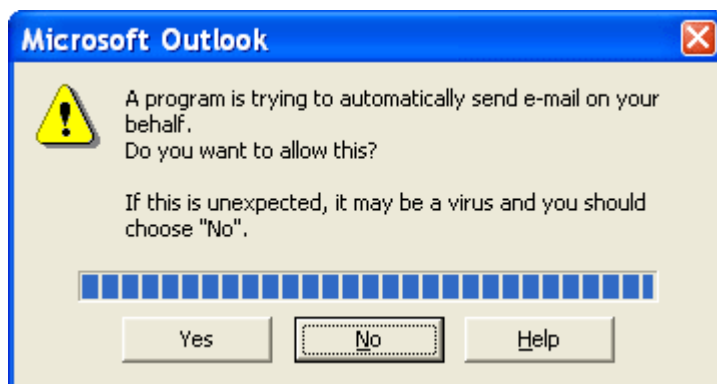 Microsoft Outlook
A program is trying to automatically send e-mail on your
behalf.
Do you want to allow this?
If this is unexpected, it may be a virus and you should
choose "No".
Yes No Help